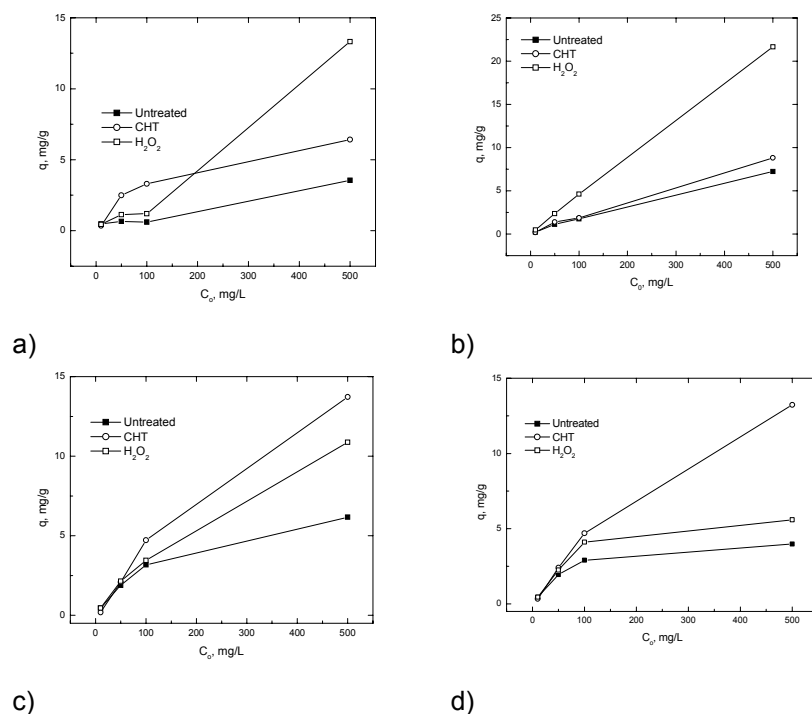 15
10
5
0
q, mg/g
Untreated
CHT
H₂O₂
0 100 200 300 400 500
Cₒ, mg/L
a)
25
20
15
10
5
0
q, mg/g
Untreated
CHT
H₂O₂
0 100 200 300 400 500
C₀, mg/L
b)
15
10
5
0
q, mg/g
Untreated
CHT
H₂O₂
0 100 200 300 400 500
Cₒ, mg/L
c)
15
10
5
0
q, mg/g
Untreated
CHT
H₂O₂
0 100 200 300 400 500
Cₒ, mg/L
d)